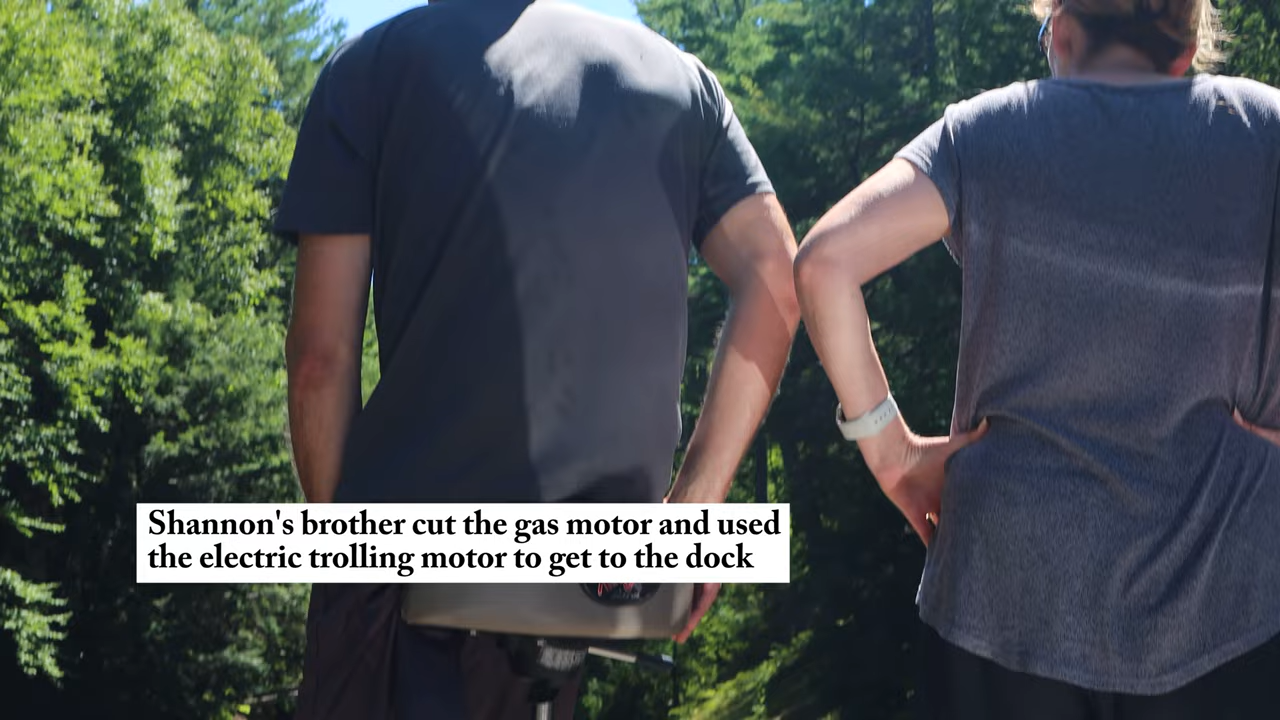 Shannon's brother cut the gas motor and used
the electric trolling motor to get to the dock